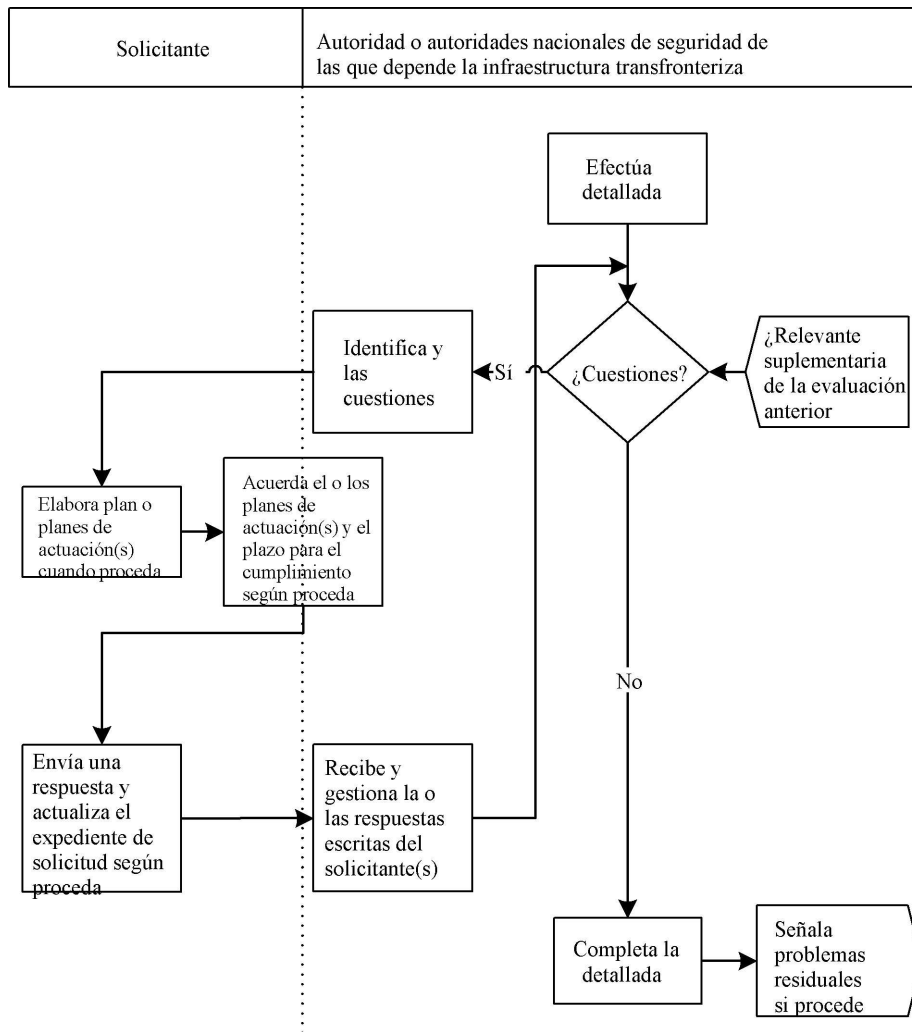 Solicitante
Autoridad o autoridades nacionales de seguridad de
las que depende la infraestructura transfronteriza
Efectúa
detallada
¿Cuestiones?
¿Relevante
suplementaria
de la evaluación
anterior
Sí
Identifica y
las
cuestiones
Elabora plan o
planes de
actuación(s)
cuando proceda
Acuerda el o los
planes de
actuación(s) y el
plazo para el
cumplimiento
según proceda
No
Envía una
respuesta y
actualiza el
expediente de
solicitud según
proceda
Recibe y
gestiona la o
las respuestas
escritas del
solicitante(s)
Completa la
detallada
Señala
problemas
residuales
si procede